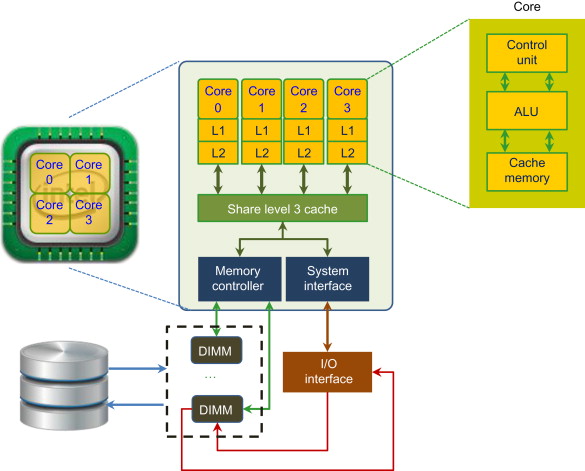 Core
Control
unit
ALU
Cache
memory
Core
0
Core
1
Core
2
Core
3
L1
L1
L1
L1
L2
L2
L2
L2
Share level 3 cache
Memory
controller
System
interface
Core
0
Core
1
Core
2
Core
3
intel
DIMM
...
DIMM
I/O
interface